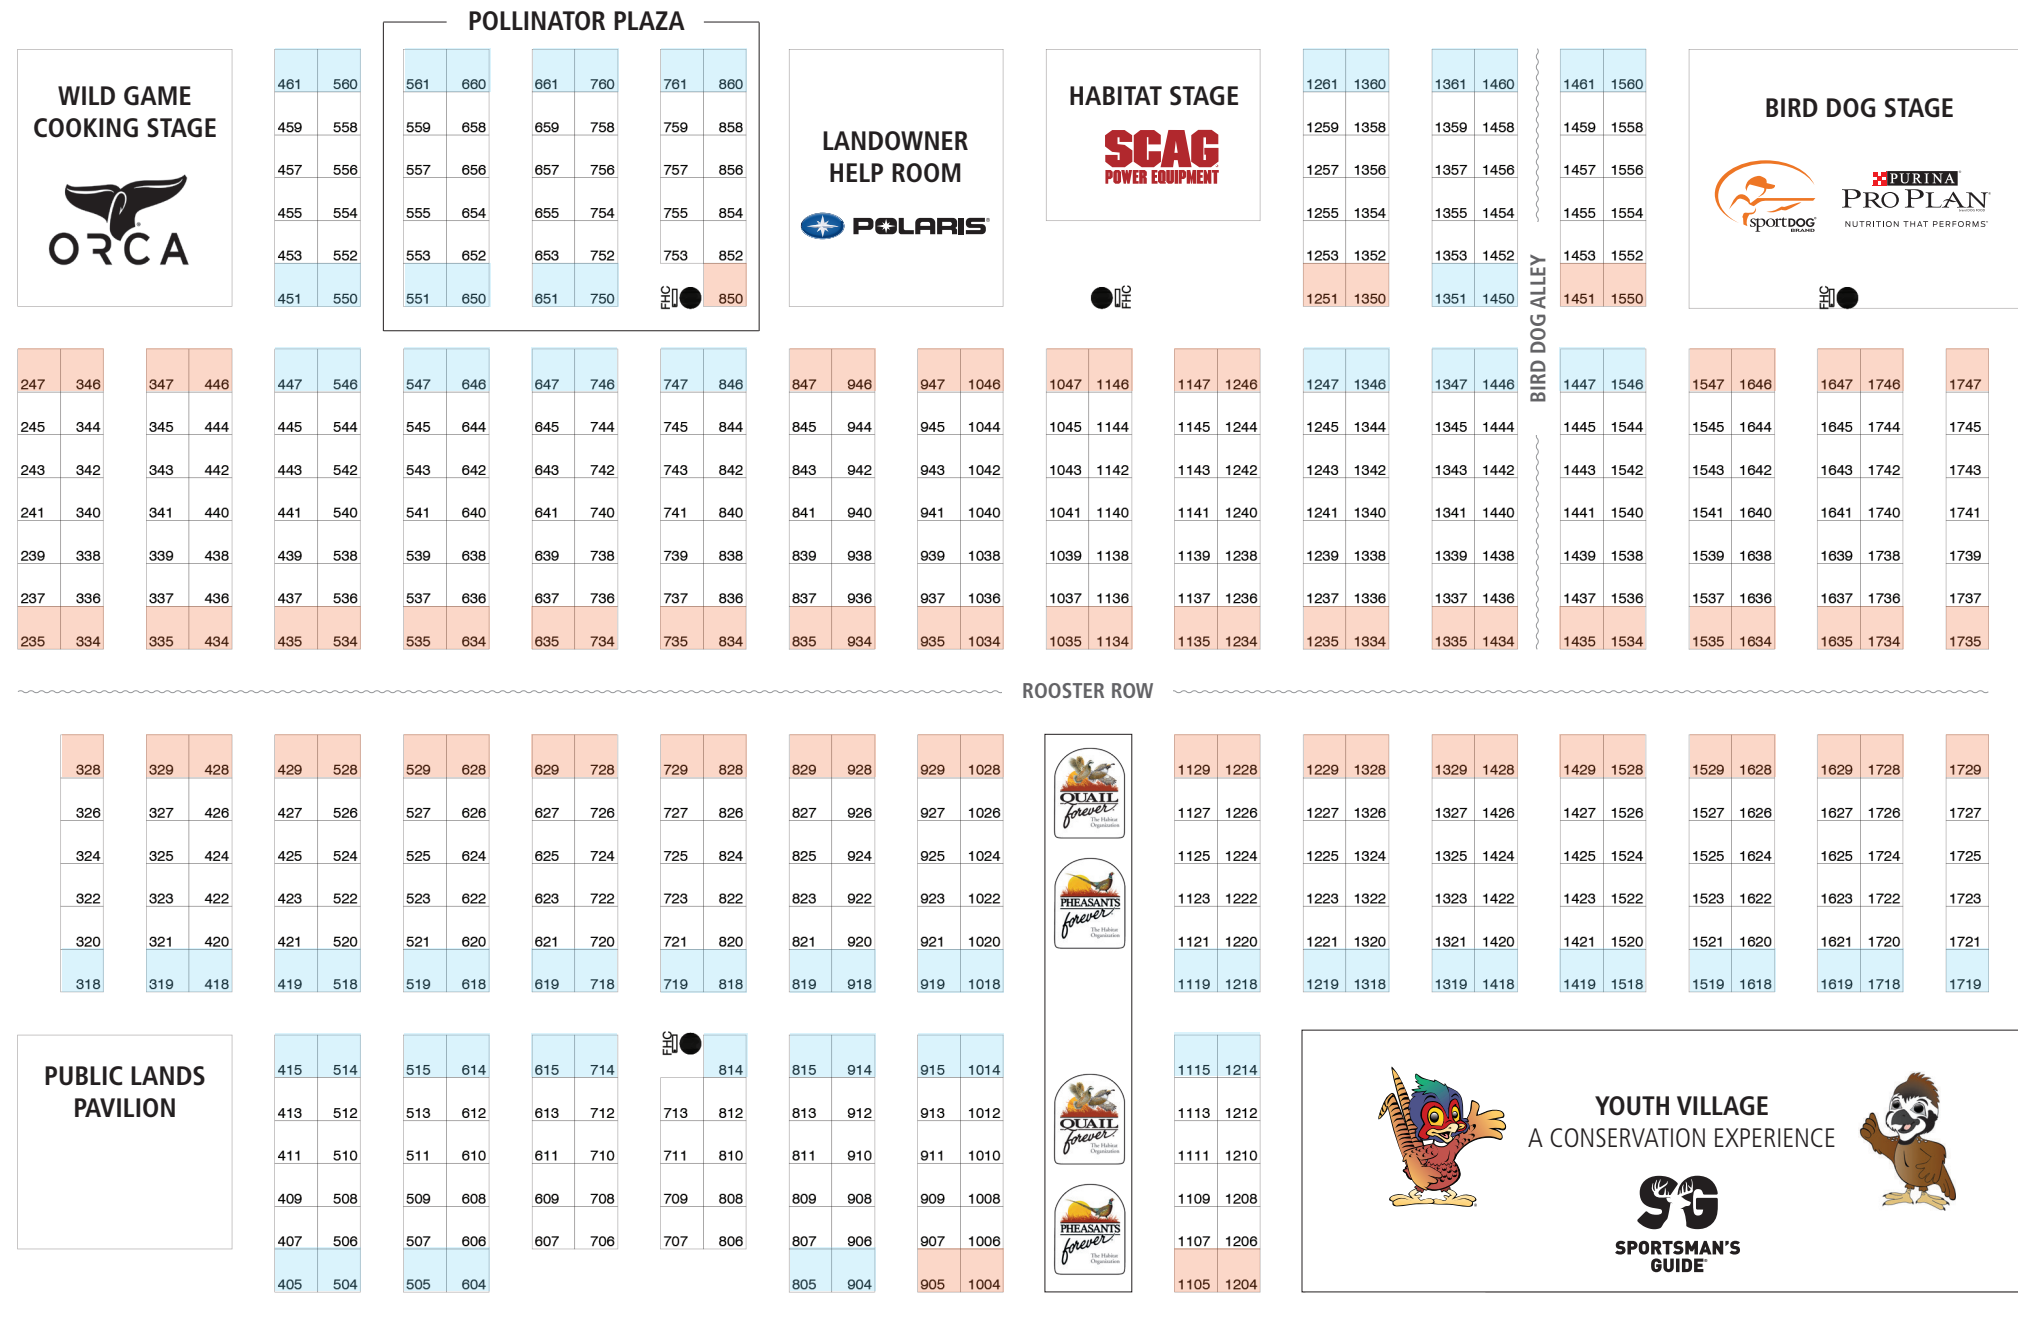 POLLINATOR PLAZA
WILD GAME
COOKING STAGE
ORCA
LANDOWNER
HELP ROOM
POLARIS
HABITAT STAGE
SCAG
POWER EQUIPMENT
BIRD DOG STAGE
sportDOG
BRAND
PURINA
PRO PLAN
NUTRITION THAT PERFORMS
461 560 561 660 661 760 761 860 1261 1360 1361 1460 1461 1560
459 558 559 658 659 758 759 858 1259 1358 1359 1458 1459 1558
457 556 557 656 657 756 757 856 1257 1356 1357 1456 1457 1556
455 554 555 654 655 754 755 854 1255 1354 1355 1454 1455 1554
453 552 553 652 653 752 753 852 1253 1352 1353 1452 1453 1552
451 550 551 650 651 750 FHC 850 FHC 1251 1350 1351 1450 1451 1550 FHC
BIRD DOG ALLEY
247 346 347 446 447 546 547 646 647 746 747 846 847 946 947 1046 1047 1146 1147 1246 1247 1346 1347 1446 1447 1546 1547 1646 1647 1746 1747
245 344 345 444 445 544 545 644 645 744 745 844 845 944 945 1044 1045 1144 1145 1244 1245 1344 1345 1444 1445 1544 1545 1644 1645 1744 1745
243 342 343 442 443 542 543 642 643 742 743 842 843 942 943 1042 1043 1142 1143 1242 1243 1342 1343 1442 1443 1542 1543 1642 1643 1742 1743
241 340 341 440 441 540 541 640 641 740 741 840 841 940 941 1040 1041 1140 1141 1240 1241 1340 1341 1440 1441 1540 1541 1640 1641 1740 1741
239 338 339 438 439 538 539 638 639 738 739 838 839 938 939 1038 1039 1138 1139 1238 1239 1338 1339 1438 1439 1538 1539 1638 1639 1738 1739
237 336 337 436 437 536 537 636 637 736 737 836 837 936 937 1036 1037 1136 1137 1236 1237 1336 1337 1436 1437 1536 1537 1636 1637 1736 1737
235 334 335 434 435 534 535 634 635 734 735 834 835 934 935 1034 1035 1134 1135 1234 1235 1334 1335 1434 1435 1534 1535 1634 1635 1734 1735
ROOSTER ROW
328 329 428 429 528 529 628 629 728 729 828 829 928 929 1028 1129 1228 1229 1328 1329 1428 1429 1528 1529 1628 1629 1728 1729
326 327 426 427 526 527 626 627 726 727 826 827 926 927 1026 1127 1226 1227 1326 1327 1426 1427 1526 1527 1626 1627 1726 1727
324 325 424 425 524 525 624 625 724 725 824 825 924 925 1024 1125 1224 1225 1324 1325 1424 1425 1524 1525 1624 1625 1724 1725
322 323 422 423 522 523 622 623 722 723 822 823 922 923 1022 1123 1222 1223 1322 1323 1422 1423 1522 1523 1622 1623 1722 1723
320 321 420 421 520 521 620 621 720 721 820 821 920 921 1020 1121 1220 1221 1320 1321 1420 1421 1520 1521 1620 1621 1720 1721
318 319 418 419 518 519 618 619 718 719 818 819 918 919 1018 1119 1218 1219 1318 1319 1418 1419 1518 1519 1618 1619 1718 1719
QUAIL
forever
The Habitat
Organization
PHEASANTS
forever
The Habitat
Organization
PUBLIC LANDS
PAVILION
415 514 515 614 615 714 FHC 814 815 914 915 1014 1115 1214
413 512 513 612 613 712 713 812 813 912 913 1012 1113 1212
411 510 511 610 611 710 711 810 811 910 911 1010 1111 1210
409 508 509 608 609 708 709 808 809 908 909 1008 1109 1208
407 506 507 606 607 706 707 806 807 906 907 1006 1107 1206
405 504 505 604 805 904 905 1004 1105 1204
QUAIL
forever
The Habitat
Organization
PHEASANTS
forever
The Habitat
Organization
YOUTH VILLAGE
A CONSERVATION EXPERIENCE
SG
SPORTSMAN'S
GUIDE